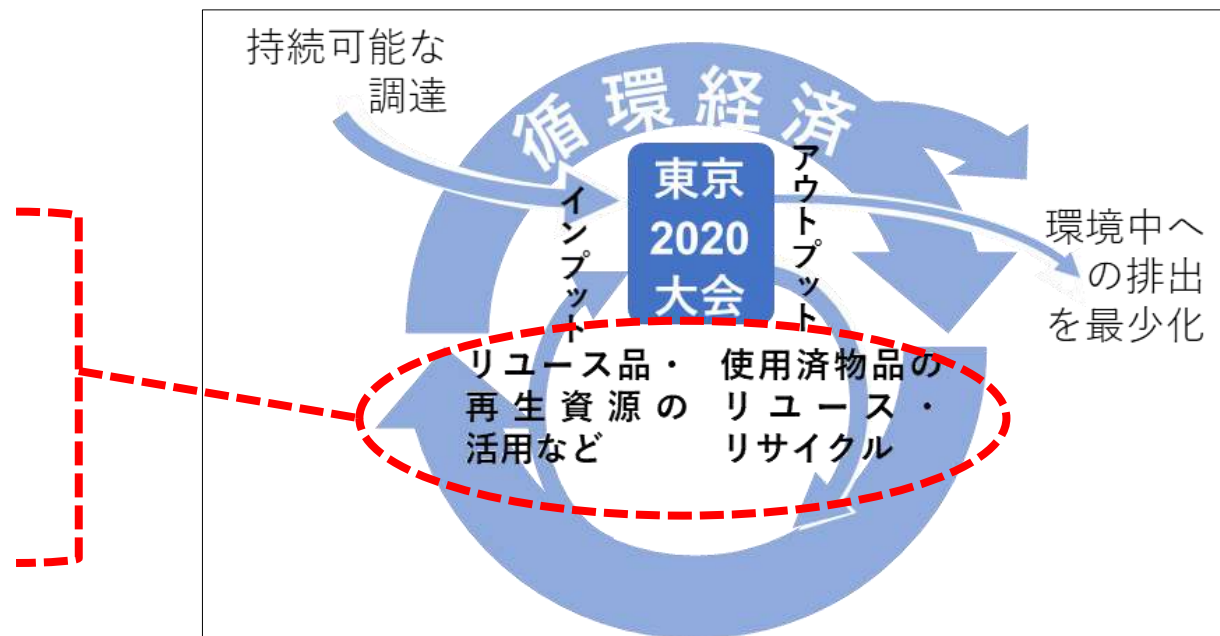 持続可能な
調達
循環経済
インプット
東京
2020
大会
アウトプット
環境中へ
の排出
を最少化
リユース品・
再生資源の
活用など
使用済物品の
リユース・
リサイクル